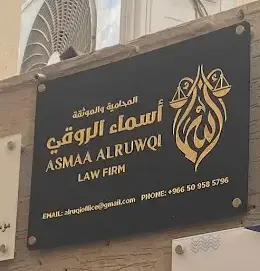 المحامية والموثقة
أسماء الروقي
ASMAA ALRUWQI
LAW FIRM
EMAIL: alruqioffice@gmail.com PHONE: +966 50 958 5796